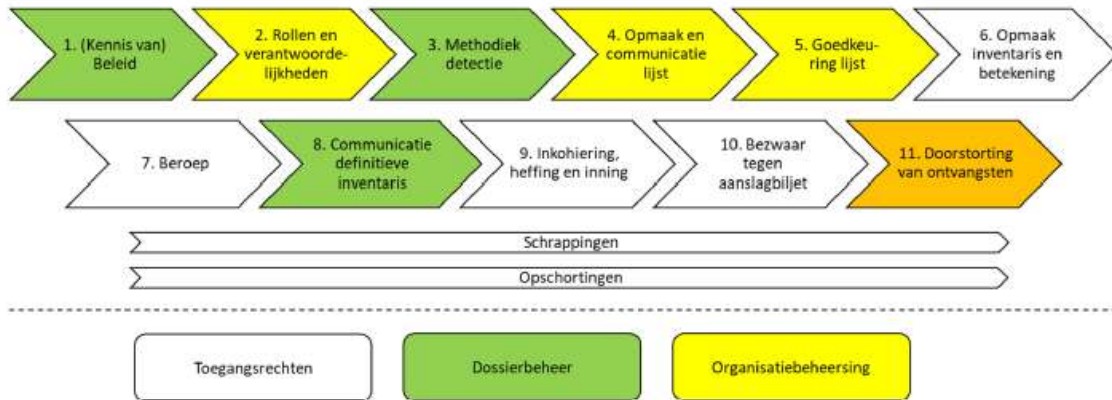 1. (Kennis van)
Beleid
2. Rollen en
verantwoorde-
lijkheden
3. Methodiek
detectie
4. Opmaak en
communicatie
lijst
5. Goedkeu-
ring lijst
6. Opmaak
inventaris en
betekening
7. Beroep
8. Communicatie
definitieve
inventaris
9. Inkohiering,
heffing en inning
10. Bezwaar
tegen
aanslagbiljet
11. Doorstorting
van ontvangsten
Schrappingen
Opschortingen
Toegangsrechten
Dossierbeheer
Organisatiebeheersing